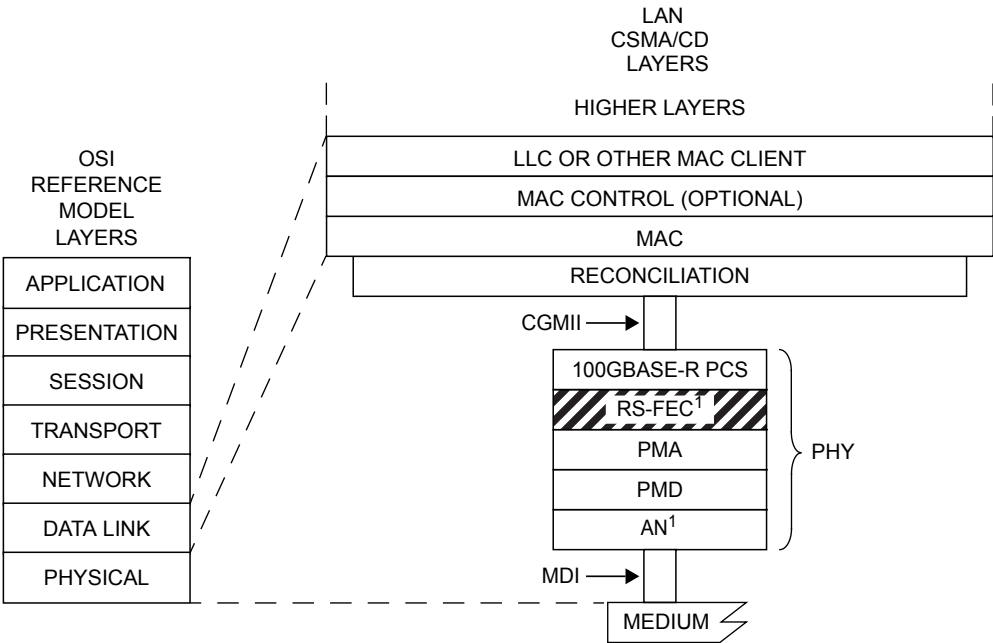 LAN
CSMA/CD
LAYERS
HIGHER LAYERS
LLC OR OTHER MAC CLIENT
MAC CONTROL (OPTIONAL)
MAC
RECONCILIATION
OSI
REFERENCE
MODEL
LAYERS
APPLICATION
PRESENTATION
SESSION
TRANSPORT
NETWORK
DATA LINK
PHYSICAL
CGMII
100GBASE-R PCS
RS-FEC¹
PMA
PMD
AN¹
PHY
MDI
MEDIUM